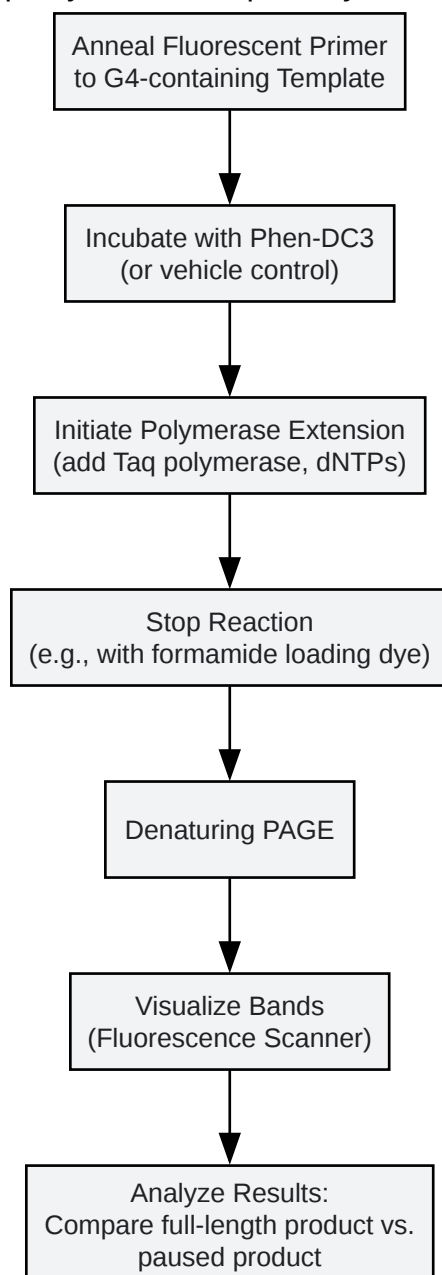 Anneal Fluorescent Primer
to G4-containing Template
Incubate with Phen-DC3
(or vehicle control)
Initiate Polymerase Extension
(add Taq polymerase, dNTPs)
Stop Reaction
(e.g., with formamide loading dye)
Denaturing PAGE
Visualize Bands
(Fluorescence Scanner)
Analyze Results:
Compare full-length product vs.
paused product